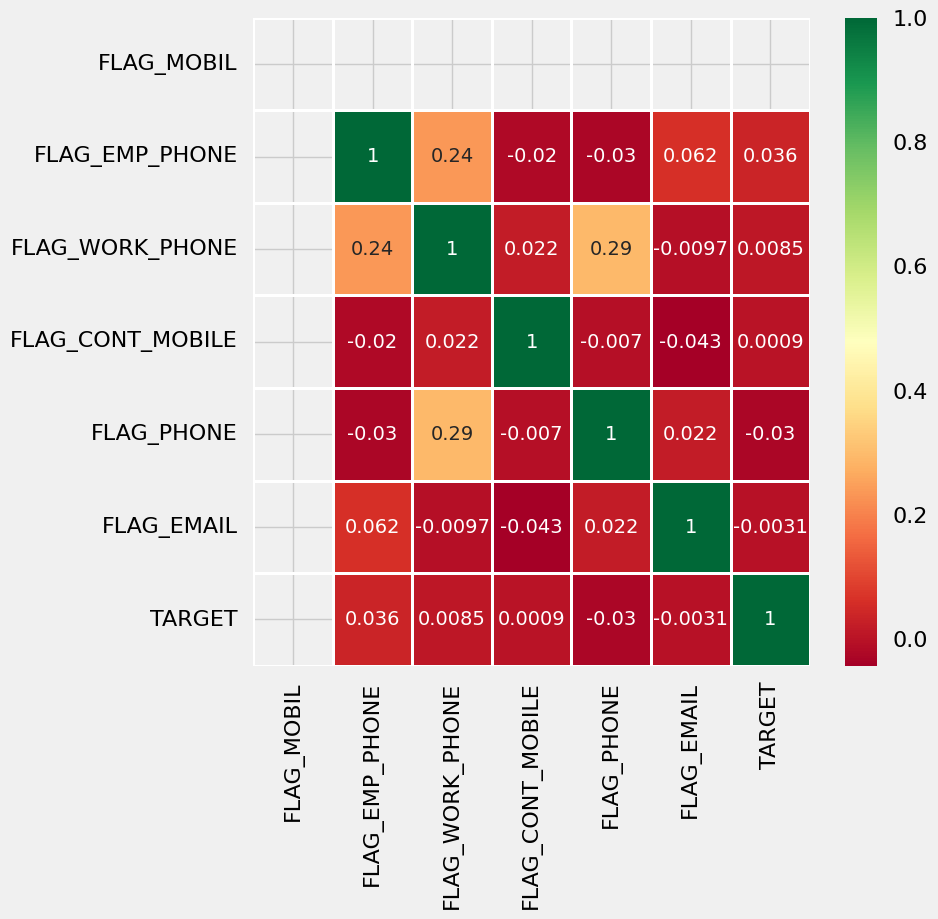 FLAG_MOBIL
FLAG_EMP_PHONE 1 0.24 -0.02 -0.03 0.062 0.036
FLAG_WORK_PHONE 0.24 1 0.022 0.29 -0.0097 0.0085
FLAG_CONT_MOBILE -0.02 0.022 1 -0.007 -0.043 0.0009
FLAG_PHONE -0.03 0.29 -0.007 1 0.022 -0.03
FLAG_EMAIL 0.062 -0.0097 -0.043 0.022 1 -0.0031
TARGET 0.036 0.0085 0.0009 -0.03 -0.0031 1
FLAG_MOBIL
FLAG_EMP_PHONE
FLAG_WORK_PHONE
FLAG_CONT_MOBILE
FLAG_PHONE
FLAG_EMAIL
TARGET
1.0
0.8
0.6
0.4
0.2
0.0